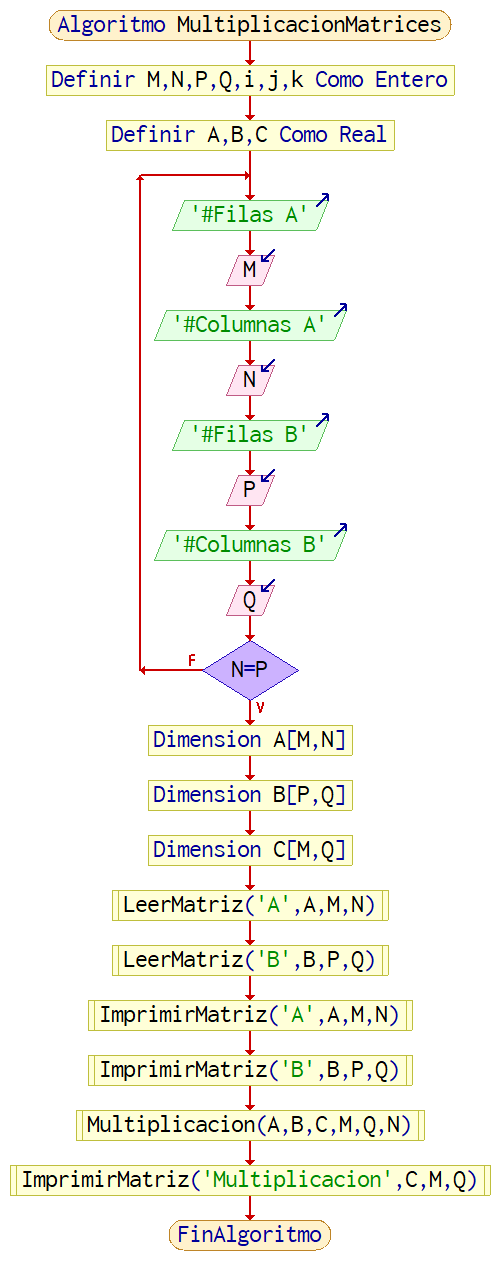 Algoritmo MultiplicacionMatrices
Definir M,N,P,Q,i,j,k Como Entero
Definir A,B,C Como Real
'#Filas A'
M
'#Columnas A'
N
'#Filas B'
P
'#Columnas B'
Q
F
N=P
V
Dimension A[M,N]
Dimension B[P,Q]
Dimension C[M,Q]
LeerMatriz('A',A,M,N)
LeerMatriz('B',B,P,Q)
ImprimirMatriz('A',A,M,N)
ImprimirMatriz('B',B,P,Q)
Multiplicacion(A,B,C,M,Q,N)
ImprimirMatriz('Multiplicacion',C,M,Q)
FinAlgoritmo